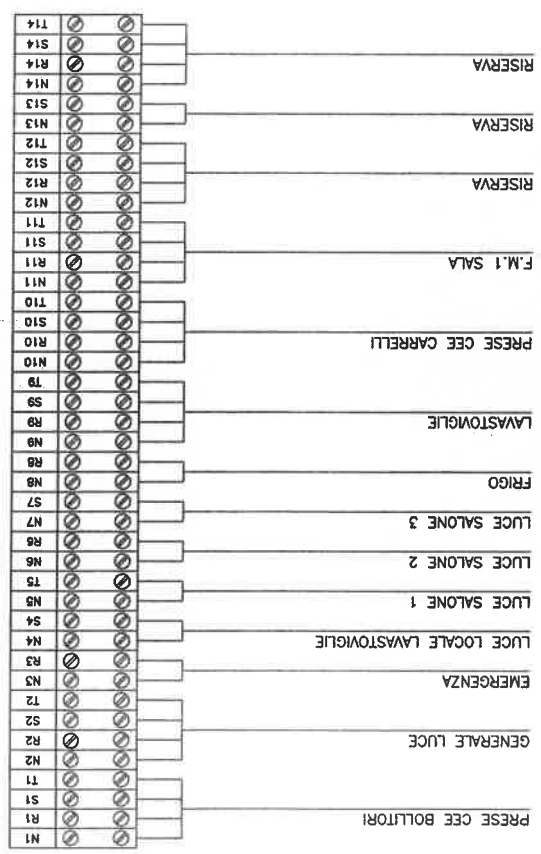 PRESE CEE BOLLITORI
N1
R1
S1
T1
GENERALE LUCE
N2
R2
S2
T2
EMERGENZA
N3
R3
LUCE LOCALE LAVASTOVIGLIE
N4
S4
LUCE SALONE 1
N5
T5
LUCE SALONE 2
N6
R6
LUCE SALONE 3
N7
S7
FRIGO
N8
R8
LAVASTOVIGLIE
N9
R9
S9
T9
PRESE CEE CARRELLI
N10
R10
S10
T10
F.M.1 SALA
N11
R11
S11
T11
RISERVA
N12
R12
S12
T12
RISERVA
N13
S13
RISERVA
N14
R14
S14
T14